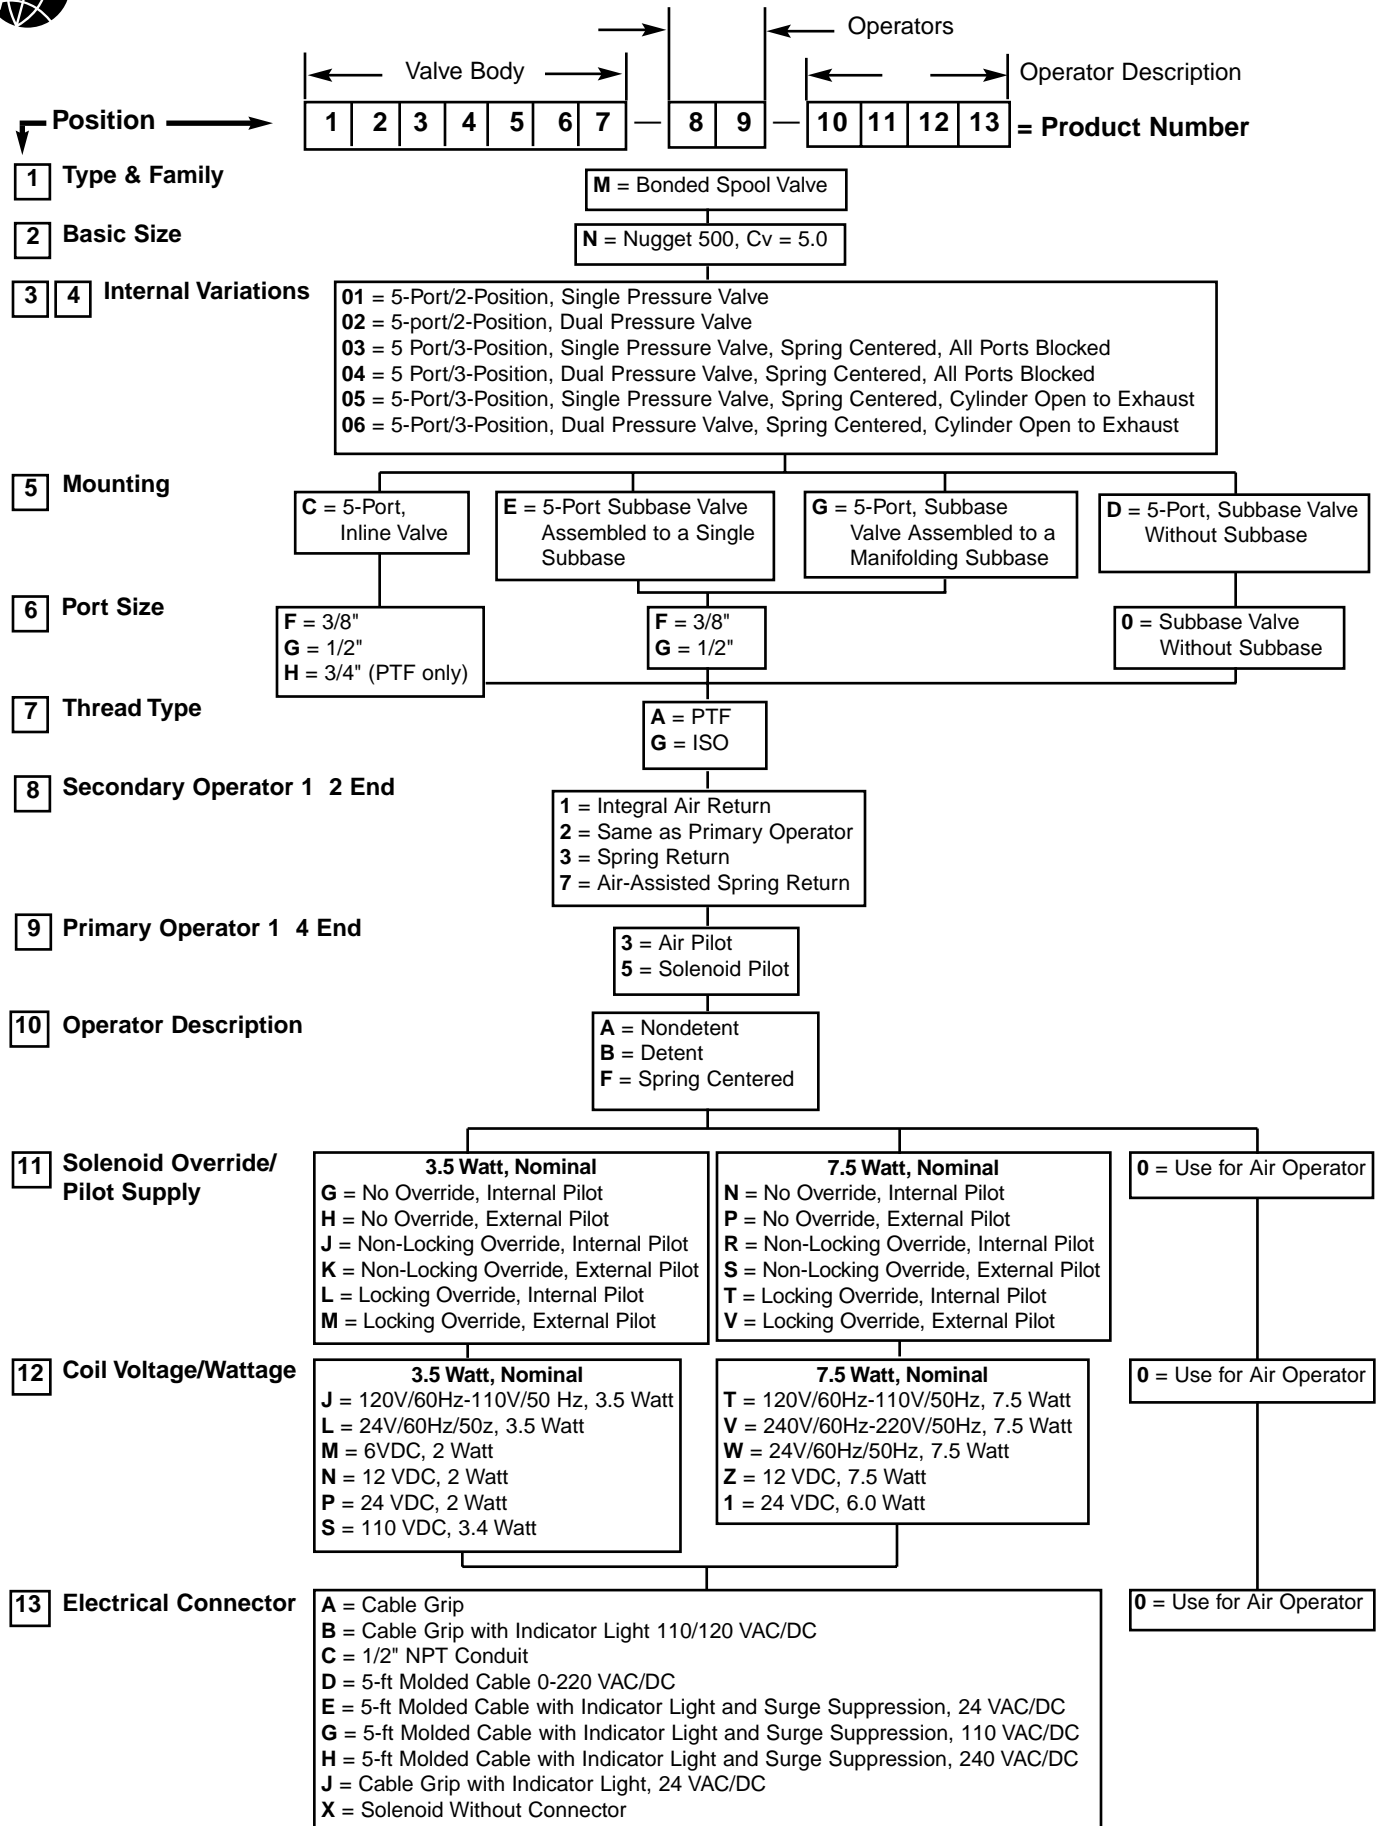 Operators
Valve Body
Operator Description
Position
1 2 3 4 5 6 7 — 8 9 — 10 11 12 13 = Product Number
1 Type & Family
M = Bonded Spool Valve
2 Basic Size
N = Nugget 500, Cv = 5.0
3 4 Internal Variations
01 = 5-Port/2-Position, Single Pressure Valve
02 = 5-port/2-Position, Dual Pressure Valve
03 = 5 Port/3-Position, Single Pressure Valve, Spring Centered, All Ports Blocked
04 = 5 Port/3-Position, Dual Pressure Valve, Spring Centered, All Ports Blocked
05 = 5-Port/3-Position, Single Pressure Valve, Spring Centered, Cylinder Open to Exhaust
06 = 5-Port/3-Position, Dual Pressure Valve, Spring Centered, Cylinder Open to Exhaust
5 Mounting
C = 5-Port,
Inline Valve
E = 5-Port Subbase Valve
Assembled to a Single
Subbase
G = 5-Port, Subbase
Valve Assembled to a
Manifolding Subbase
D = 5-Port, Subbase Valve
Without Subbase
6 Port Size
F = 3/8"
G = 1/2"
H = 3/4" (PTF only)
F = 3/8"
G = 1/2"
0 = Subbase Valve
Without Subbase
7 Thread Type
A = PTF
G = ISO
8 Secondary Operator 1 2 End
1 = Integral Air Return
2 = Same as Primary Operator
3 = Spring Return
7 = Air-Assisted Spring Return
9 Primary Operator 1 4 End
3 = Air Pilot
5 = Solenoid Pilot
10 Operator Description
A = Nondetent
B = Detent
F = Spring Centered
11 Solenoid Override/
Pilot Supply
3.5 Watt, Nominal
G = No Override, Internal Pilot
H = No Override, External Pilot
J = Non-Locking Override, Internal Pilot
K = Non-Locking Override, External Pilot
L = Locking Override, Internal Pilot
M = Locking Override, External Pilot
7.5 Watt, Nominal
N = No Override, Internal Pilot
P = No Override, External Pilot
R = Non-Locking Override, Internal Pilot
S = Non-Locking Override, External Pilot
T = Locking Override, Internal Pilot
V = Locking Override, External Pilot
0 = Use for Air Operator
12 Coil Voltage/Wattage
3.5 Watt, Nominal
J = 120V/60Hz-110V/50 Hz, 3.5 Watt
L = 24V/60Hz/50z, 3.5 Watt
M = 6VDC, 2 Watt
N = 12 VDC, 2 Watt
P = 24 VDC, 2 Watt
S = 110 VDC, 3.4 Watt
7.5 Watt, Nominal
T = 120V/60Hz-110V/50Hz, 7.5 Watt
V = 240V/60Hz-220V/50Hz, 7.5 Watt
W = 24V/60Hz/50Hz, 7.5 Watt
Z = 12 VDC, 7.5 Watt
1 = 24 VDC, 6.0 Watt
0 = Use for Air Operator
13 Electrical Connector
A = Cable Grip
B = Cable Grip with Indicator Light 110/120 VAC/DC
C = 1/2" NPT Conduit
D = 5-ft Molded Cable 0-220 VAC/DC
E = 5-ft Molded Cable with Indicator Light and Surge Suppression, 24 VAC/DC
G = 5-ft Molded Cable with Indicator Light and Surge Suppression, 110 VAC/DC
H = 5-ft Molded Cable with Indicator Light and Surge Suppression, 240 VAC/DC
J = Cable Grip with Indicator Light, 24 VAC/DC
X = Solenoid Without Connector
0 = Use for Air Operator